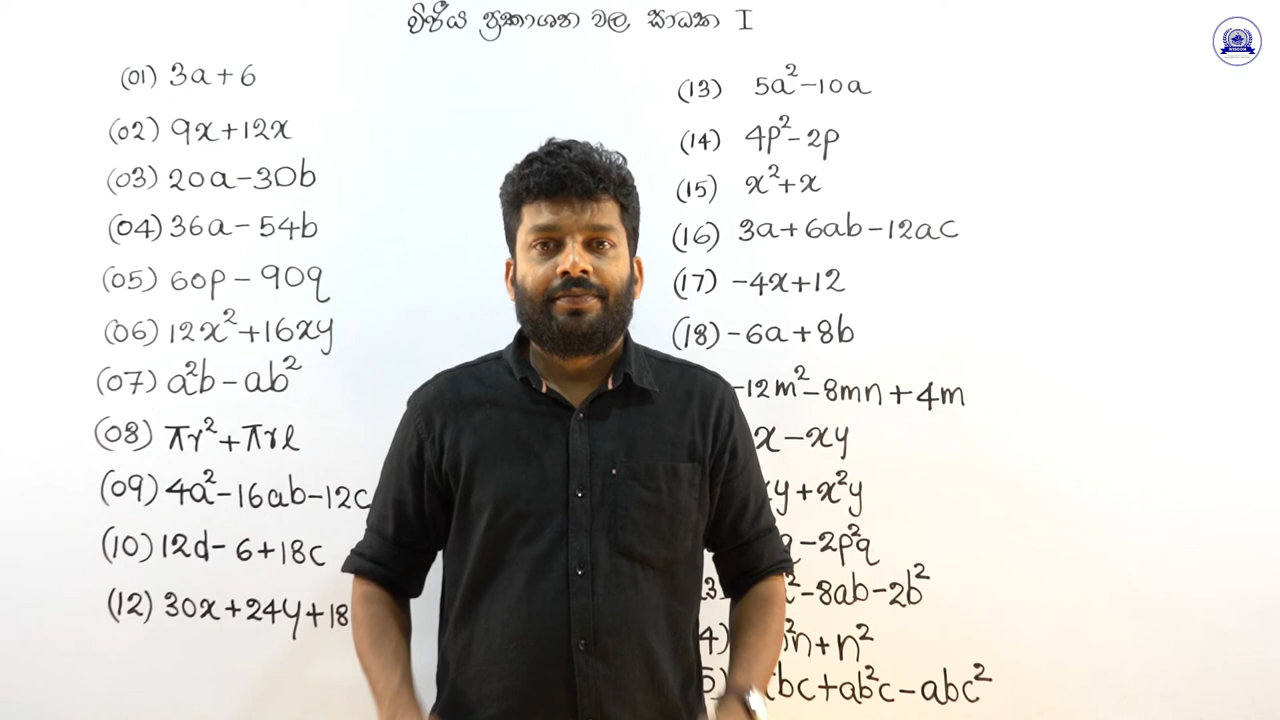 විජීය ප්‍රකාශන වල සාධක I
(01) 3a+6
(02) 9x+12x
(03) 20a-30b
(04) 36a-54b
(05) 60p-90q
(06) 12x²+16xy
(07) a²b-ab²
(08) πr²+πrl
(09) 4a²-16ab-12c
(10) 12d-6+18c
(12) 30x+24y+18
(13) 5a²-10a
(14) 4p²-2p
(15) x²+x
(16) 3a+6ab-12ac
(17) -4x+12
(18) -6a+8b
-12m²-8mn+4m
x-xy
y+x²y
-2p²q
-8ab-2b²
n+n²
bc+ab²c-abc²
WISDOM